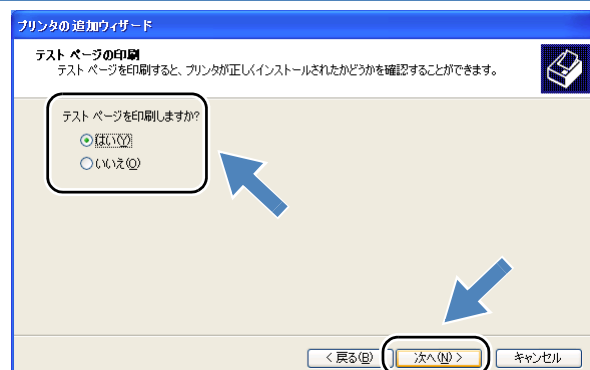 プリンタの追加ウィザード
テスト ページの印刷
テスト ページを印刷すると、プリンタが正しくインストールされたかどうかを確認することができます。
テスト ページを印刷しますか?
はい(Y)
いいえ(O)
< 戻る(B) 次へ(N) > キャンセル